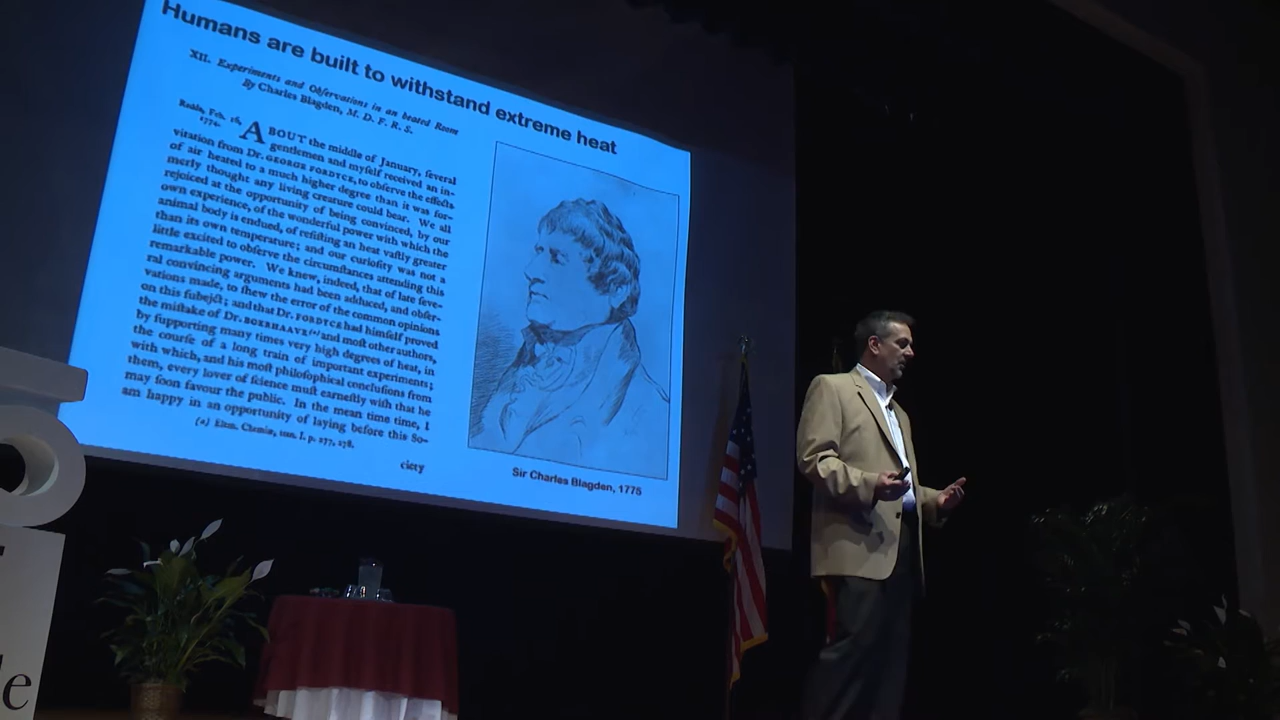 Humans are built to withstand extreme heat
XII. Experiments and Obſervations in an heated Room
By Charles Blagden, M. D. F. R. S.
Reade, Feb. 16,
1774.
ABOUT the middle of January, ſeveral
gentlemen and myſelf received an in-
vitation from Dr. GEORGE FORDYCE, to obſerve the effects
of air heated to a much higher degree than it was for-
merly thought any living creature could bear. We all
rejoiced at the opportunity of being convinced, by our
own experience, of the wonderful power with which the
animal body is endued, of reſiſting an heat vaſtly greater
than its own temperature; and our curioſity was not a
little excited to obſerve the circumſtances attending this
remarkable power. We knew, indeed, that of late ſeve-
ral convincing arguments had been adduced, and obſer-
vations made, to ſhew the error of the common opinions
on this ſubject; and that Dr. FORDYCE had himſelf proved
the miſtake of Dr. BOERHAAVE (a) and moſt other authors,
by ſupporting many times very high degrees of heat, in
the courſe of a long train of important experiments;
with which, and his moſt philoſophical concluſions from
them, every lover of ſcience muſt earneſtly wiſh that he
may ſoon favour the public. In the mean time time, I
am happy in an opportunity of laying before this So-
(a) Elem. Chemiæ, tom. I. p. 277, 278.
ciety
Sir Charles Blagden, 1775
e